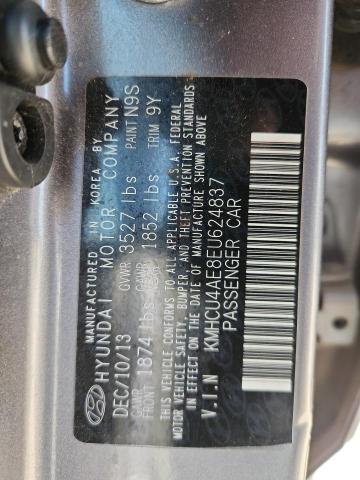 MANUFACTURED IN KOREA BY
HYUNDAI MOTOR COMPANY
DEC/10/13 GVWR 3527 lbs PAINT N9S
GAWR FRONT 1874 lbs GAWR 1852 lbs TRIM 9Y
THIS VEHICLE CONFORMS TO ALL APPLICABLE U.S.A. FEDERAL
MOTOR VEHICLE SAFETY, BUMPER, AND THEFT PREVENTION STANDARDS
IN EFFECT ON THE DATE OF MANUFACTURE SHOWN ABOVE
V.I.N KMHCU4AE8EU624837
PASSENGER CAR